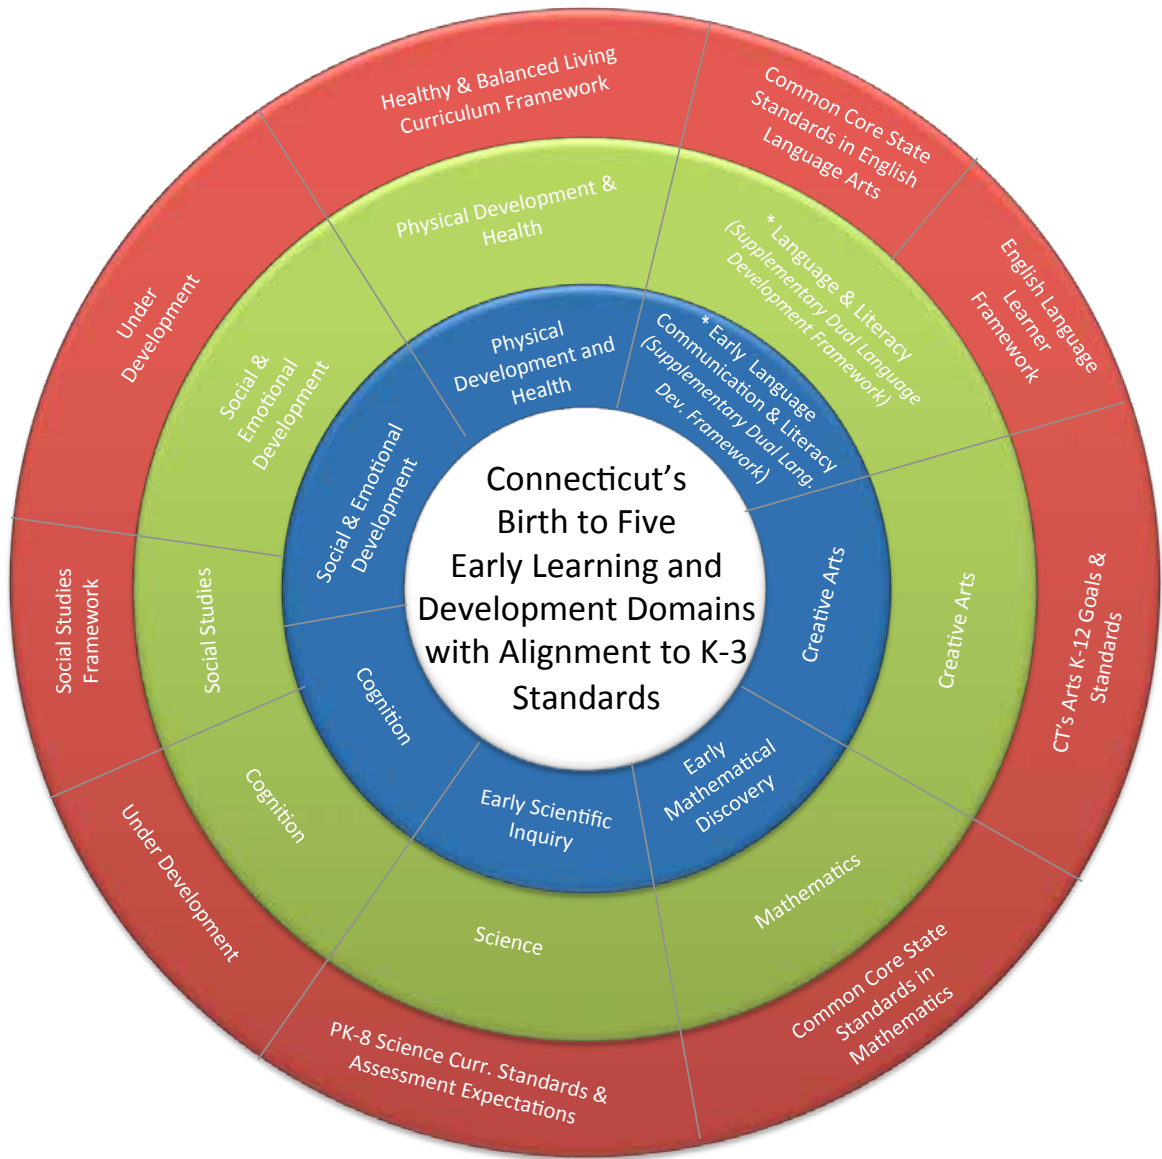 Healthy & Balanced Living
Curriculum Framework
Common Core State
Standards in English
Language Arts
English Language
Learner
Framework
CT's Arts K-12 Goals &
Standards
Common Core State
Standards in
Mathematics
PK-8 Science Curr. Standards &
Assessment Expectations
Under Development
Social Studies
Framework
Under
Development
Physical Development &
Health
* Language & Literacy
(Supplementary Dual Language
Development Framework)
Creative Arts
Mathematics
Science
Cognition
Social Studies
Social &
Emotional
Development
Physical
Development and
Health
* Early Language
Communication & Literacy
(Supplementary Dual Lang.
Dev. Framework)
Creative Arts
Early
Mathematical
Discovery
Early Scientific
Inquiry
Cognition
Social & Emotional
Development
Connecticut's
Birth to Five
Early Learning and
Development Domains
with Alignment to K-3
Standards